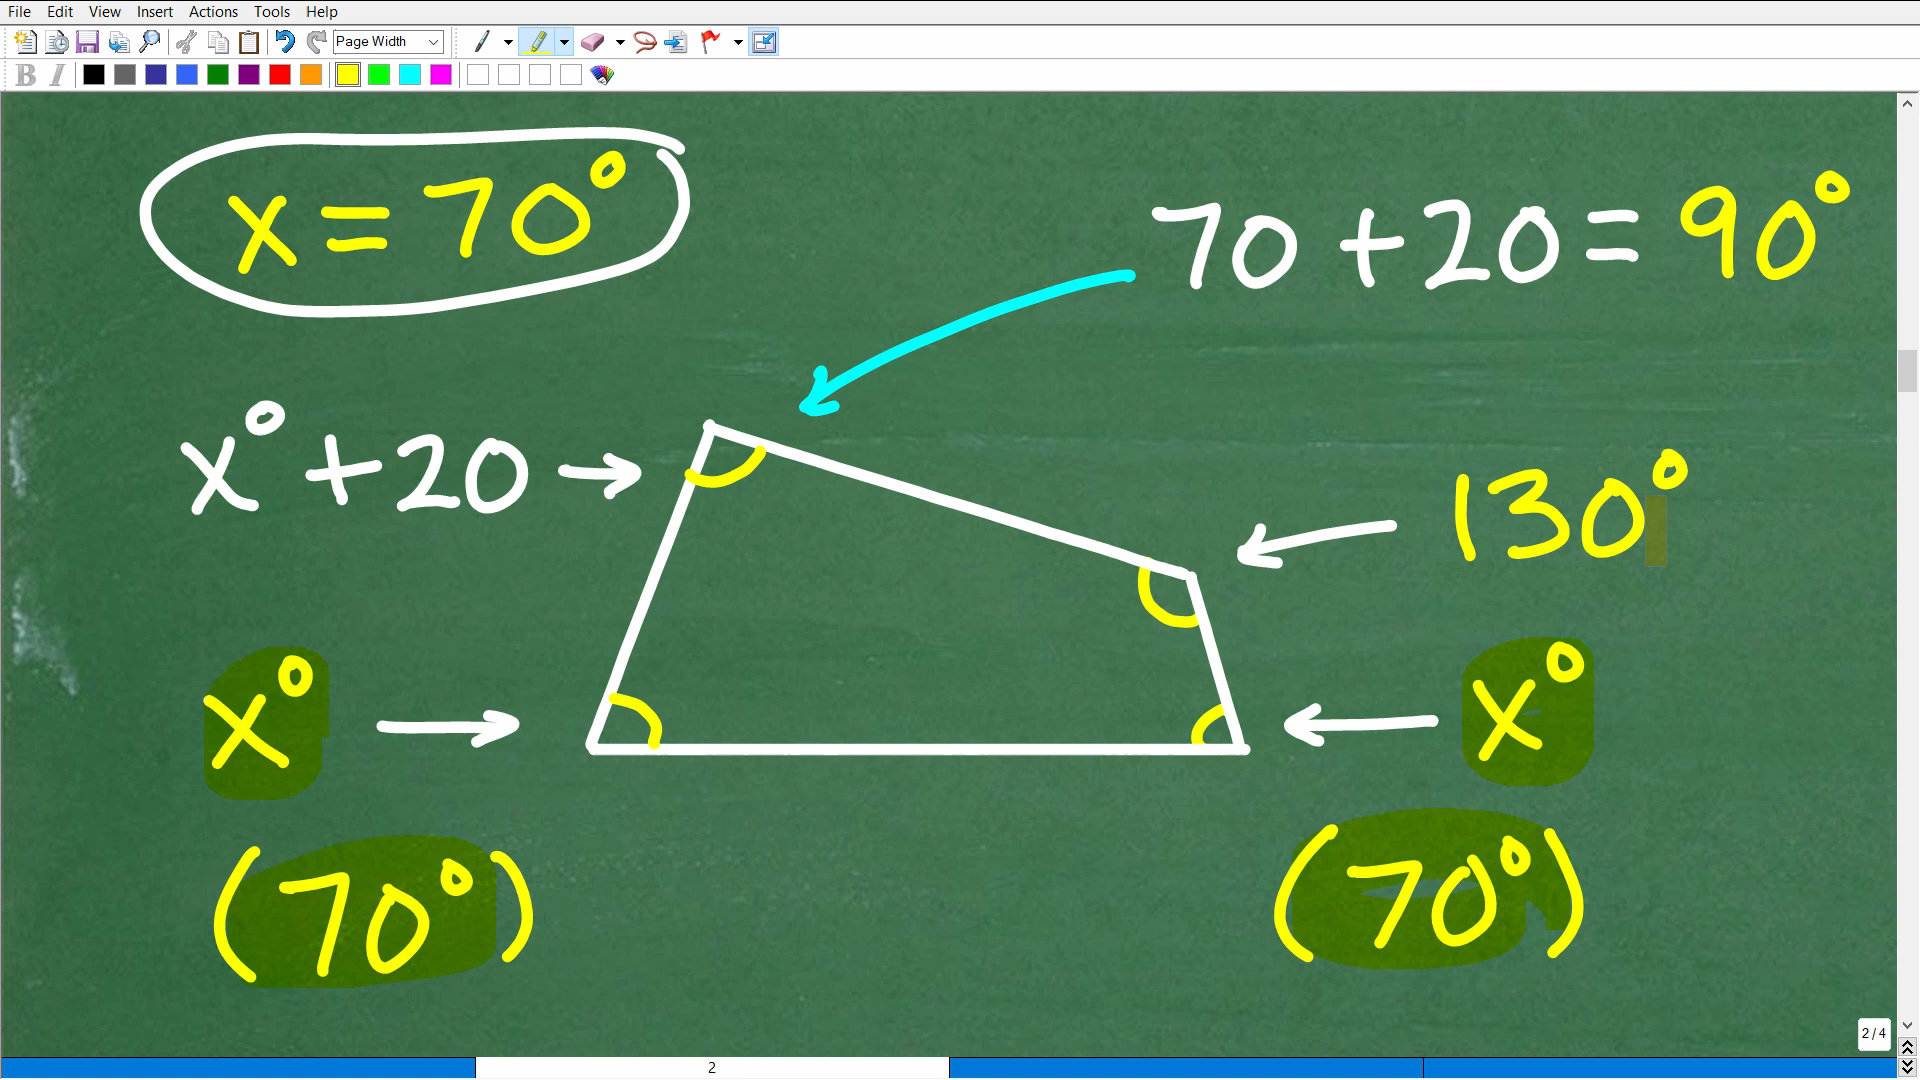 File Edit View Insert Actions Tools Help
Page Width
B I
x = 70°
70 + 20 = 90°
x° + 20
130°
x°
x°
(70°)
(70°)
2 / 4
2